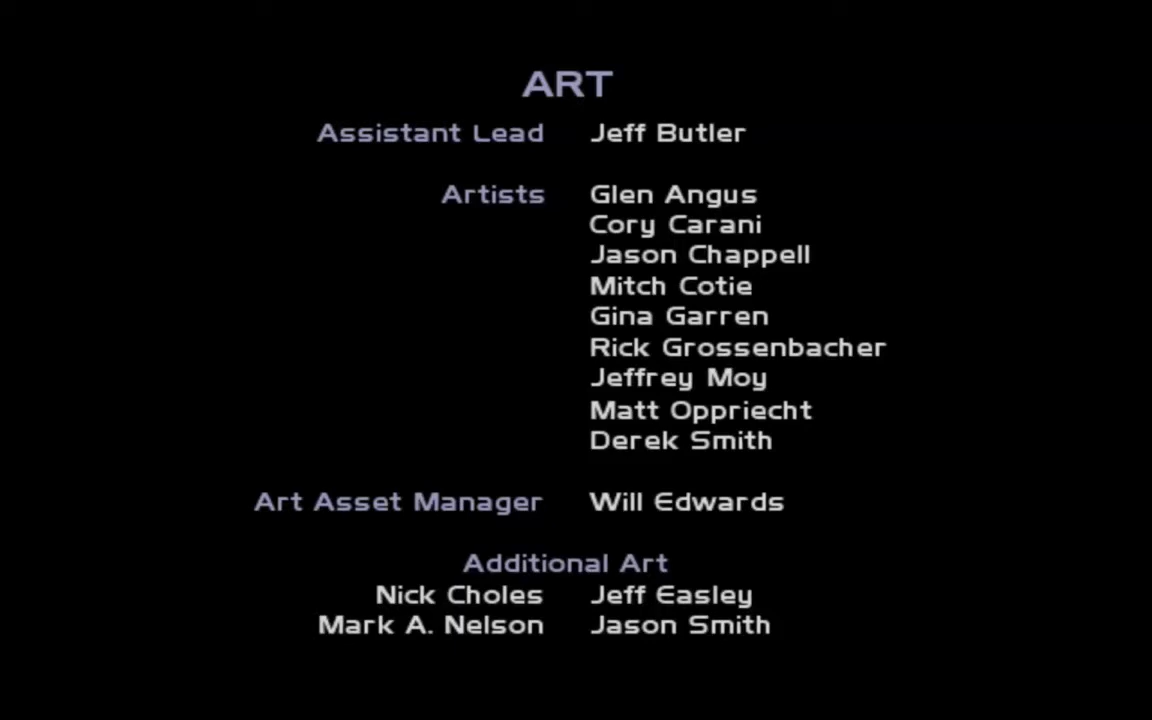 ART
Assistant Lead Jeff Butler
Artists Glen Angus
Cory Carani
Jason Chappell
Mitch Cotie
Gina Garren
Rick Grossenbacher
Jeffrey Moy
Matt Oppriecht
Derek Smith
Art Asset Manager Will Edwards
Additional Art
Nick Choles Jeff Easley
Mark A. Nelson Jason Smith